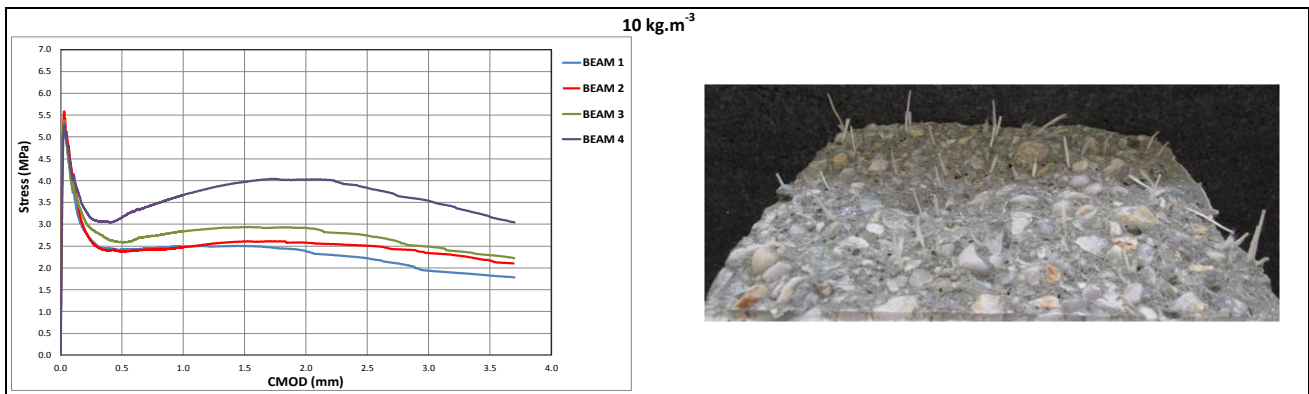 10 kg.m⁻³
7.0
6.5
6.0
5.5
5.0
4.5
4.0
3.5
3.0
2.5
2.0
1.5
1.0
0.5
0.0
Stress (MPa)
0.0 0.5 1.0 1.5 2.0 2.5 3.0 3.5 4.0
CMOD (mm)
BEAM 1
BEAM 2
BEAM 3
BEAM 4